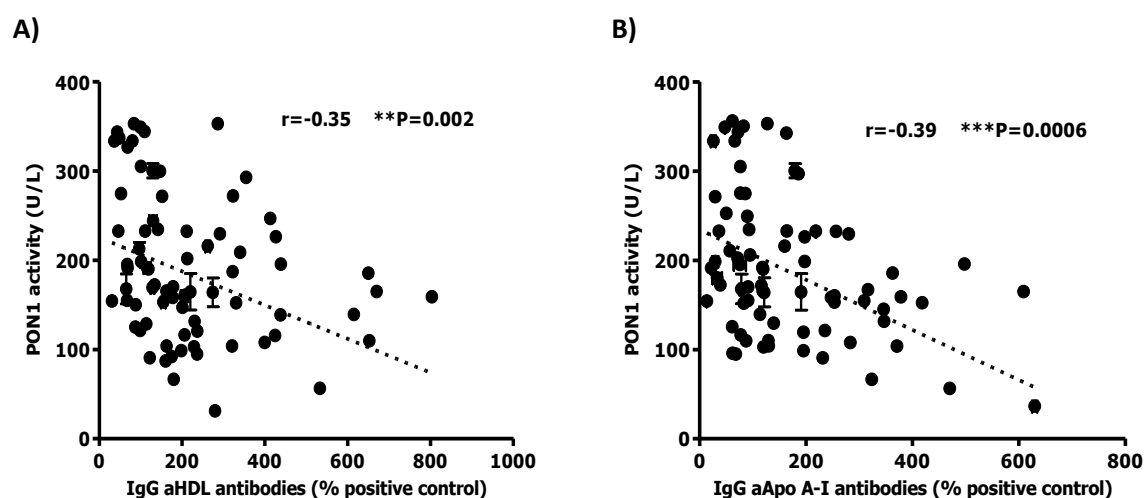 A)
B)
r=-0.35 **P=0.002
r=-0.39 ***P=0.0006
PON1 activity (U/L)
400
300
200
100
0
0 200 400 600 800 1000
IgG aHDL antibodies (% positive control)
PON1 activity (U/L)
400
300
200
100
0
0 200 400 600 800
IgG aApo A-I antibodies (% positive control)